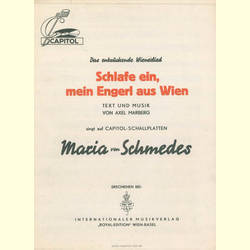 CAPITOL
Das entzückende Wienerlied
Schlafe ein,
mein Engerl aus Wien
TEXT UND MUSIK
VON AXEL MARBERG
singt auf CAPITOL-SCHALLPLATTEN
Maria von Schmedes
ERSCHIENEN BEI:
INTERNATIONALER MUSIKVERLAG
„ROYAL-EDITION" WIEN-BASEL